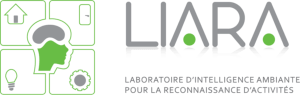 LIARA
LABORATOIRE D'INTELLIGENCE AMBIANTE
POUR LA RECONNAISSANCE D'ACTIVITÉS